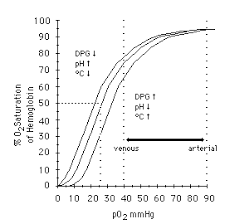 100
90
80
70
60
50
40
30
20
10
0
% O2 Saturation
of Hemoglobin
DPG ↓
pH ↑
°C ↓
DPG ↑
pH ↓
°C ↑
venous arterial
0 10 20 30 40 50 60 70 80 90 94
pO2 mmHg